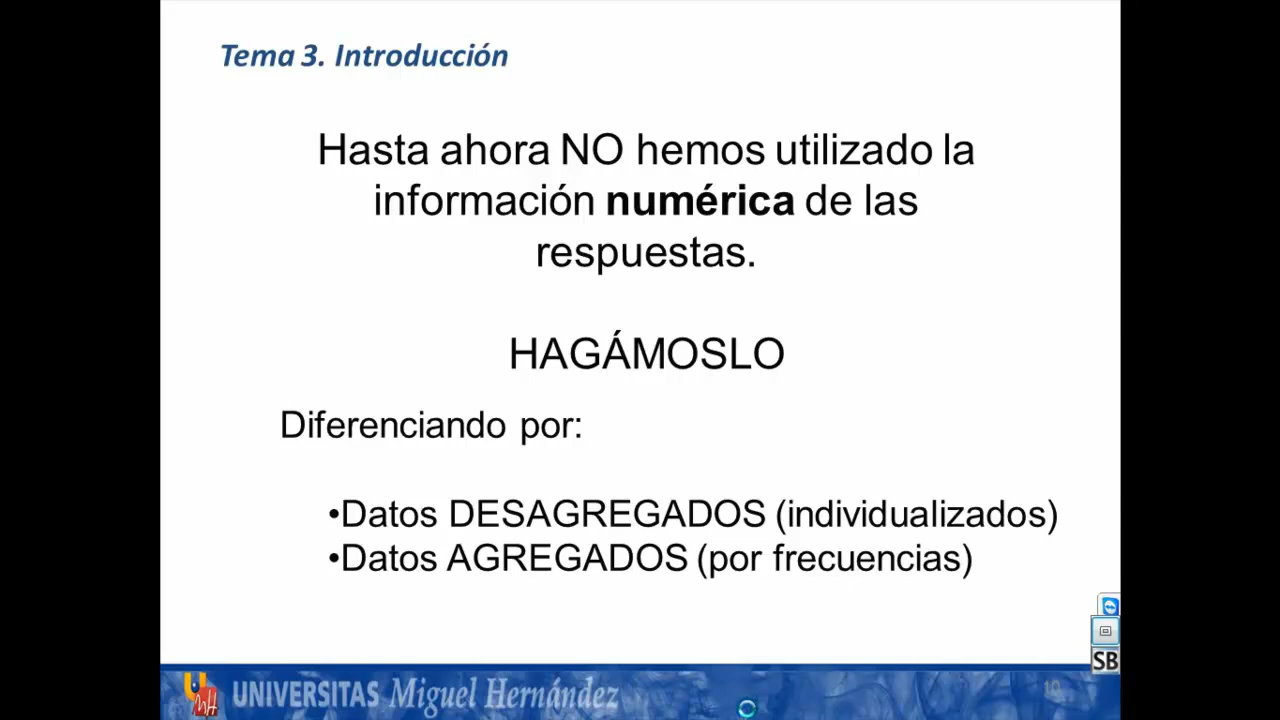 Tema 3. Introducción
Hasta ahora NO hemos utilizado la
información numérica de las
respuestas.
HAGÁMOSLO
Diferenciando por:
•Datos DESAGREGADOS (individualizados)
•Datos AGREGADOS (por frecuencias)
SB
UNIVERSITAS Miguel Hernández
10